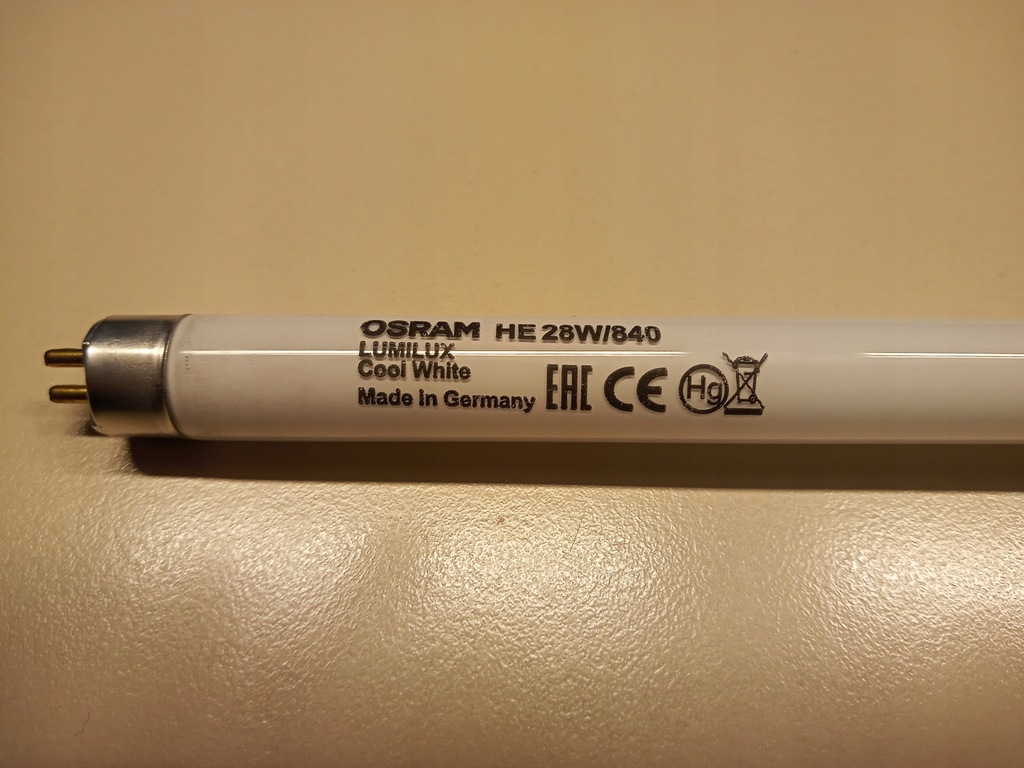 OSRAM HE 28W/840
LUMILUX
Cool White
Made in Germany EAC CE Hg